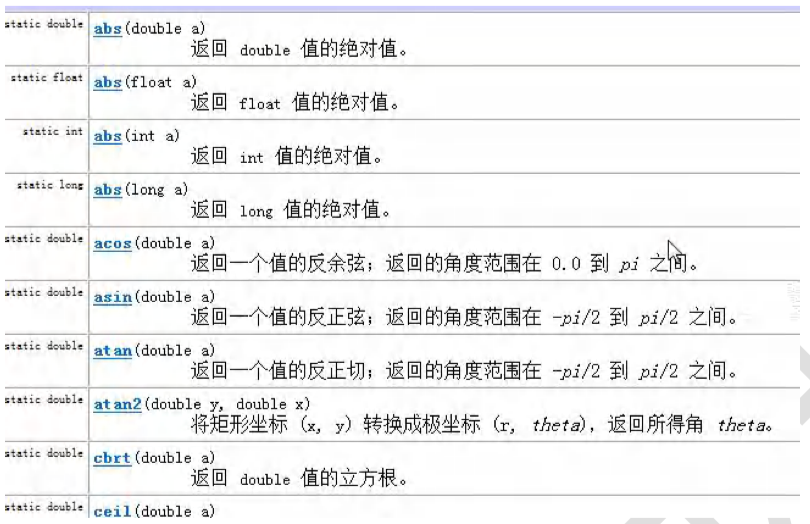 static double abs(double a)
返回 double 值的绝对值。
static float abs(float a)
返回 float 值的绝对值。
static int abs(int a)
返回 int 值的绝对值。
static long abs(long a)
返回 long 值的绝对值。
static double acos(double a)
返回一个值的反余弦；返回的角度范围在 0.0 到 pi 之间。
static double asin(double a)
返回一个值的反正弦；返回的角度范围在 -pi/2 到 pi/2 之间。
static double atan(double a)
返回一个值的反正切；返回的角度范围在 -pi/2 到 pi/2 之间。
static double atan2(double y, double x)
将矩形坐标 (x, y) 转换成极坐标 (r, theta)，返回所得角 theta。
static double cbrt(double a)
返回 double 值的立方根。
static double ceil(double a)